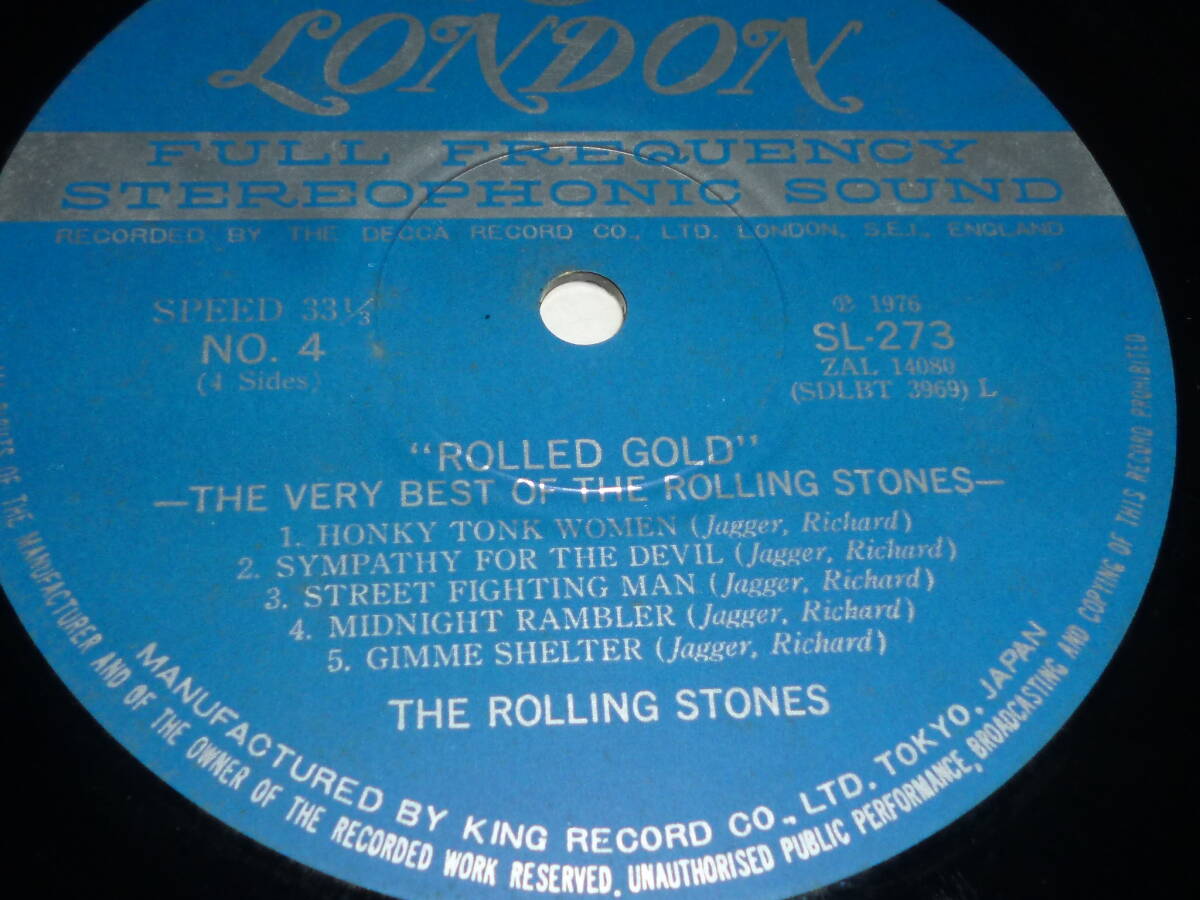 LONDON
FULL FREQUENCY
STEREOPHONIC SOUND
RECORDED BY THE DECCA RECORD CO., LTD. LONDON, S.E.I., ENGLAND
SPEED 33⅓
NO. 4
(4 Sides)
℗ 1976
SL-273
ZAL 14080
(SDLBT 3969) L
"ROLLED GOLD"
—THE VERY BEST OF THE ROLLING STONES—
1. HONKY TONK WOMEN (Jagger, Richard)
2. SYMPATHY FOR THE DEVIL (Jagger, Richard)
3. STREET FIGHTING MAN (Jagger, Richard)
4. MIDNIGHT RAMBLER (Jagger, Richard)
5. GIMME SHELTER (Jagger, Richard)
THE ROLLING STONES
MANUFACTURED BY KING RECORD CO., LTD. TOKYO, JAPAN
OF THE MANUFACTURER AND OF THE OWNER OF THE RECORDED WORK RESERVED. UNAUTHORISED PUBLIC PERFORMANCE, BROADCASTING AND COPYING OF THIS RECORD PROHIBITED